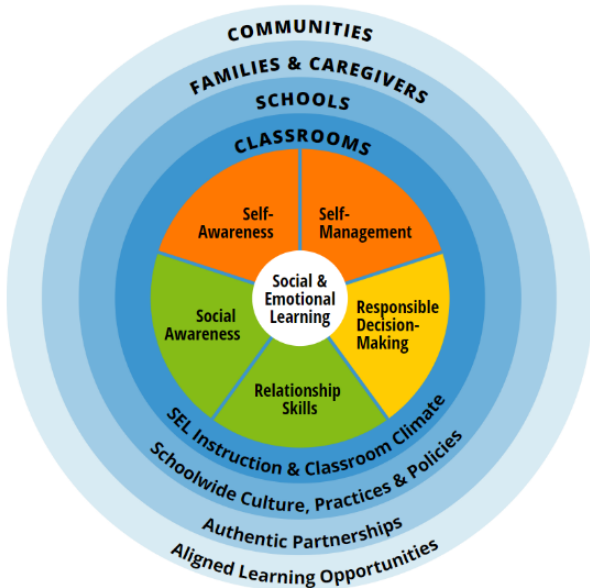 COMMUNITIES
FAMILIES & CAREGIVERS
SCHOOLS
CLASSROOMS
Self-
Awareness
Self-
Management
Social &
Emotional
Learning
Social
Awareness
Responsible
Decision-
Making
Relationship
Skills
SEL Instruction & Classroom Climate
Schoolwide Culture, Practices & Policies
Authentic Partnerships
Aligned Learning Opportunities